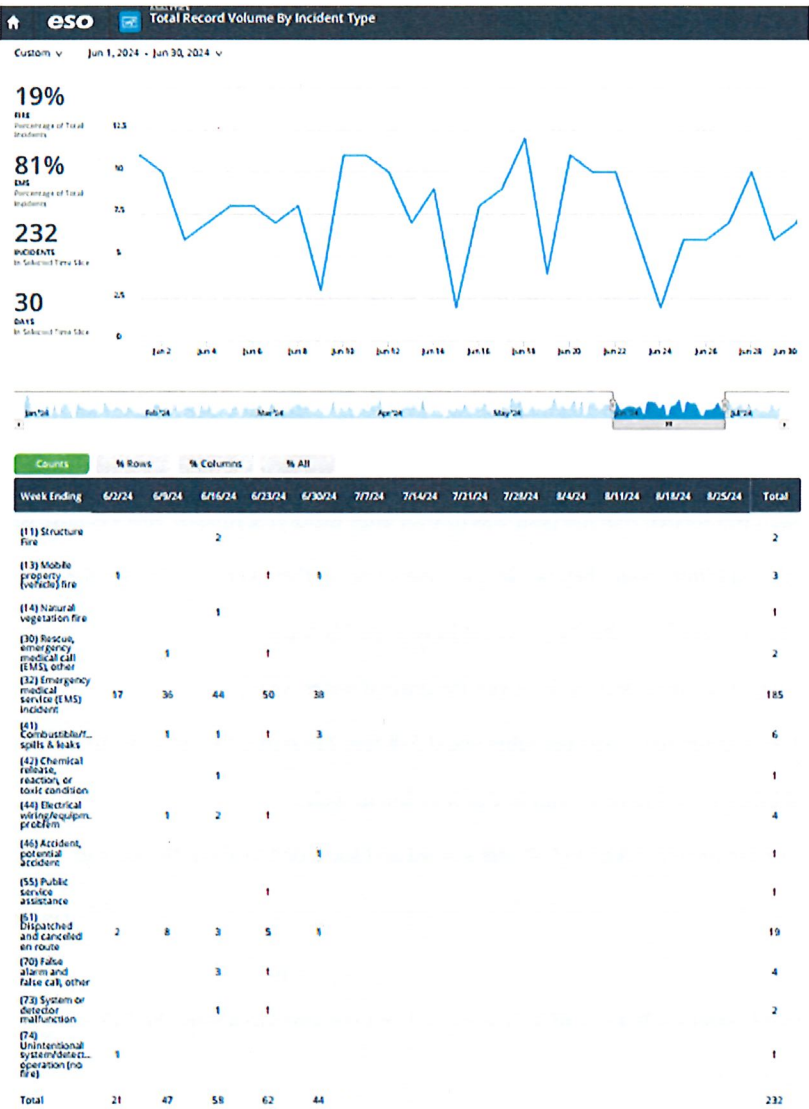 ANALYTICS
eso Total Record Volume By Incident Type
Custom Jun 1, 2024 - Jun 30, 2024
19%
FIRE
Percentage of Total
Incidents
81%
EMS
Percentage of Total
Incidents
232
INCIDENTS
In Selected Time Slice
30
DAYS
In Selected Time Slice
12.5
10
7.5
5
2.5
0
Jun 2 Jun 4 Jun 6 Jun 8 Jun 10 Jun 12 Jun 14 Jun 16 Jun 18 Jun 20 Jun 22 Jun 24 Jun 26 Jun 28 Jun 30
Jan '24 Feb '24 Mar '24 Apr '24 May '24 Jun '24 Jul '24
Counts % Rows % Columns % All
Week Ending 6/2/24 6/9/24 6/16/24 6/23/24 6/30/24 7/7/24 7/14/24 7/21/24 7/28/24 8/4/24 8/11/24 8/18/24 8/25/24 Total
(11) Structure
Fire 2 2
(13) Mobile
property
(vehicle) fire 1 1 1 3
(14) Natural
vegetation fire 1 1
(30) Rescue,
emergency
medical call
(EMS), other 1 1 2
(32) Emergency
medical
service (EMS)
incident 17 36 44 50 38 185
(41)
Combustible/f...
spills & leaks 1 1 1 3 6
(42) Chemical
release,
reaction, or
toxic condition 1 1
(44) Electrical
wiring/equipm...
problem 1 2 1 4
(46) Accident,
potential
accident 1 1
(55) Public
service
assistance 1 1
(61)
Dispatched
and canceled
en route 2 8 3 5 1 19
(70) False
alarm and
false call, other 3 1 4
(73) System or
detector
malfunction 1 1 2
(74)
Unintentional
system/detect...
operation (no
fire) 1 1
Total 21 47 58 62 44 232